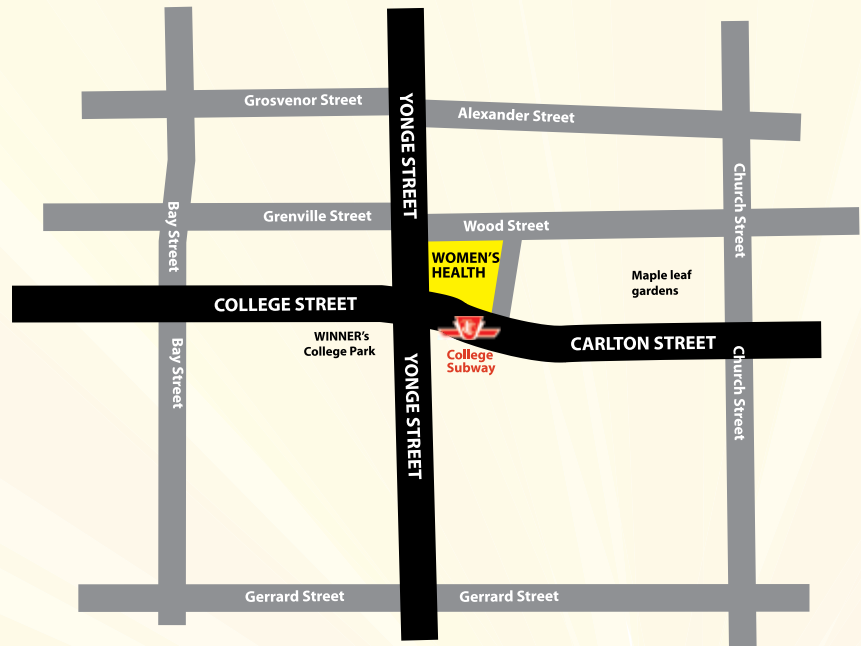 Grosvenor Street
YONGE STREET
Alexander Street
Church Street
Bay Street
Grenville Street
Wood Street
WOMEN'S
HEALTH
Maple leaf
gardens
COLLEGE STREET
WINNER's
College Park
College
Subway
CARLTON STREET
Bay Street
YONGE STREET
Church Street
Gerrard Street
Gerrard Street